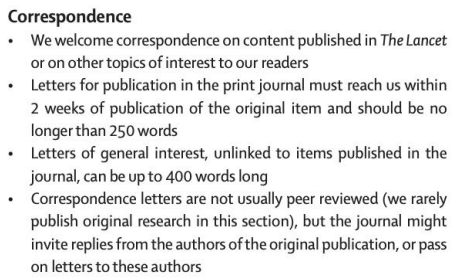 Correspondence
• We welcome correspondence on content published in The Lancet
or on other topics of interest to our readers
• Letters for publication in the print journal must reach us within
2 weeks of publication of the original item and should be no
longer than 250 words
• Letters of general interest, unlinked to items published in the
journal, can be up to 400 words long
• Correspondence letters are not usually peer reviewed (we rarely
publish original research in this section), but the journal might
invite replies from the authors of the original publication, or pass
on letters to these authors